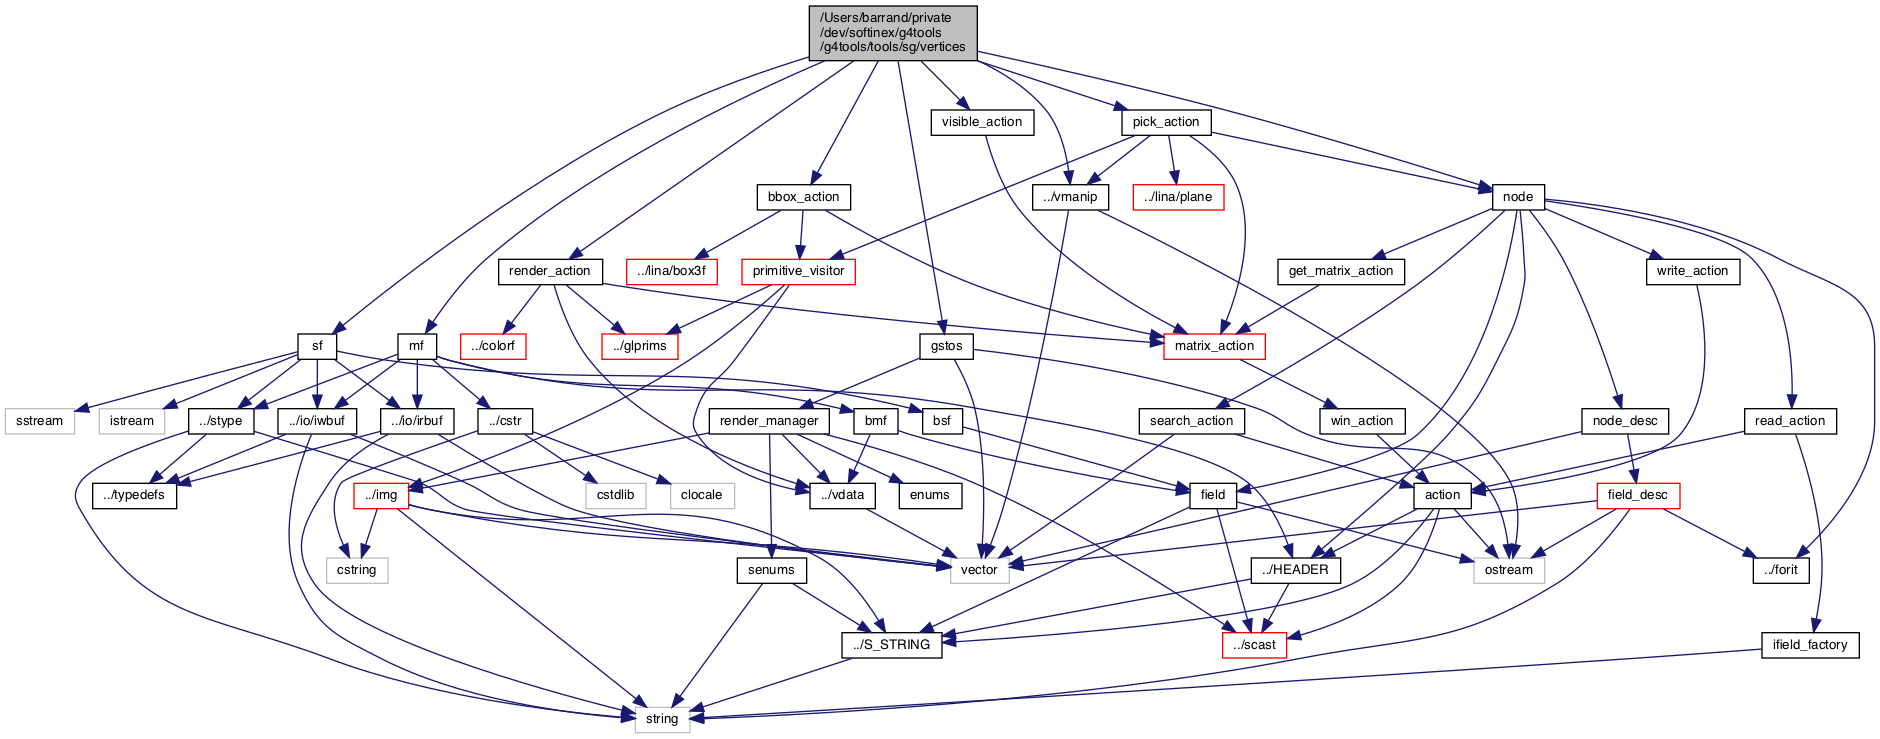 /Users/barrand/private
/dev/softinex/g4tools
/g4tools/tools/sg/vertices
visible_action
pick_action
bbox_action
../vmanip
../lina/plane
node
render_action
../lina/box3f
primitive_visitor
get_matrix_action
write_action
sf
mf
../colorf
../glprims
gstos
matrix_action
sstream
istream
../stype
../io/iwbuf
../io/irbuf
../cstr
render_manager
bmf
bsf
search_action
win_action
node_desc
read_action
../typedefs
../img
cstdlib
clocale
../vdata
enums
field
action
field_desc
cstring
senums
vector
../HEADER
ostream
../forit
../S_STRING
../scast
ifield_factory
string